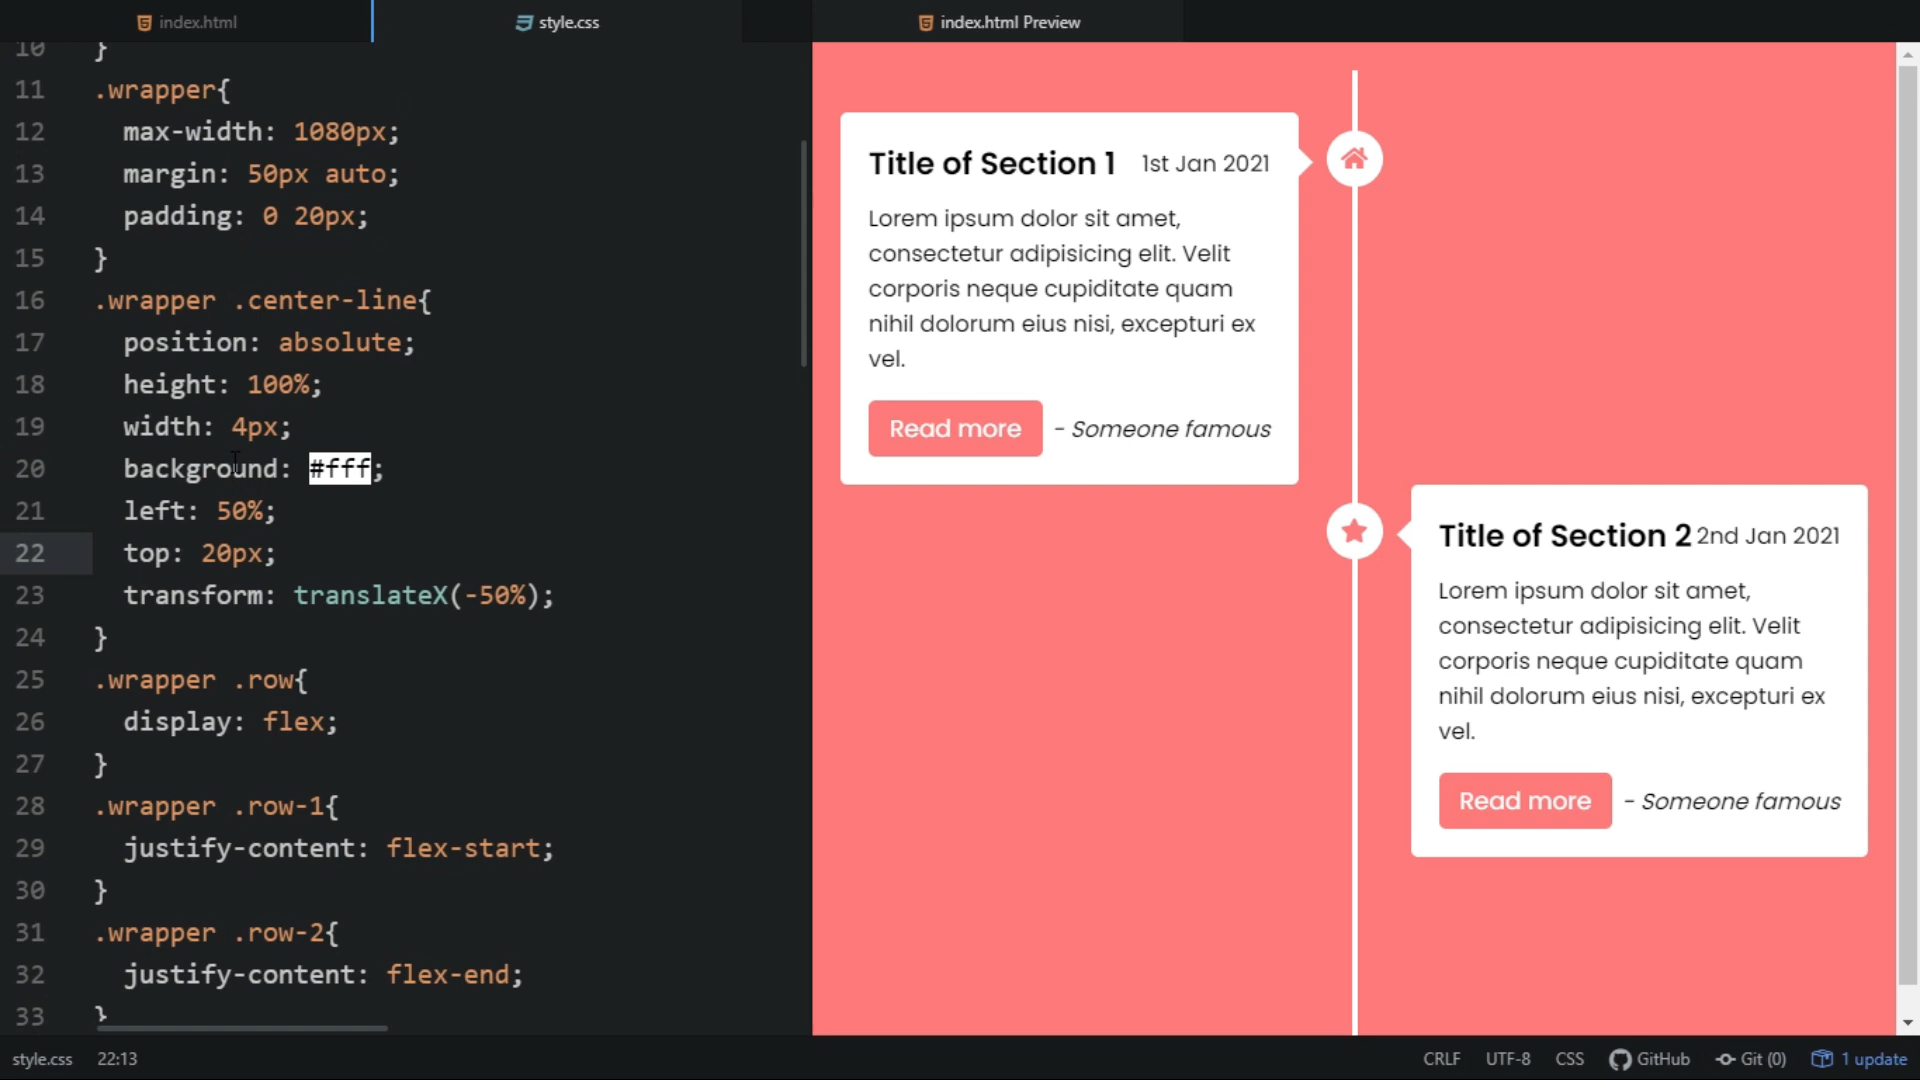 index.html
style.css
index.html Preview
10 }
11 .wrapper{
12 max-width: 1080px;
13 margin: 50px auto;
14 padding: 0 20px;
15 }
16 .wrapper .center-line{
17 position: absolute;
18 height: 100%;
19 width: 4px;
20 background: #fff;
21 left: 50%;
22 top: 20px;
23 transform: translateX(-50%);
24 }
25 .wrapper .row{
26 display: flex;
27 }
28 .wrapper .row-1{
29 justify-content: flex-start;
30 }
31 .wrapper .row-2{
32 justify-content: flex-end;
33 }
Title of Section 1 1st Jan 2021
Lorem ipsum dolor sit amet,
consectetur adipisicing elit. Velit
corporis neque cupiditate quam
nihil dolorum eius nisi, excepturi ex
vel.
Read more - Someone famous
Title of Section 2 2nd Jan 2021
Lorem ipsum dolor sit amet,
consectetur adipisicing elit. Velit
corporis neque cupiditate quam
nihil dolorum eius nisi, excepturi ex
vel.
Read more - Someone famous
style.css 22:13 CRLF UTF-8 CSS GitHub Git (0) 1 update